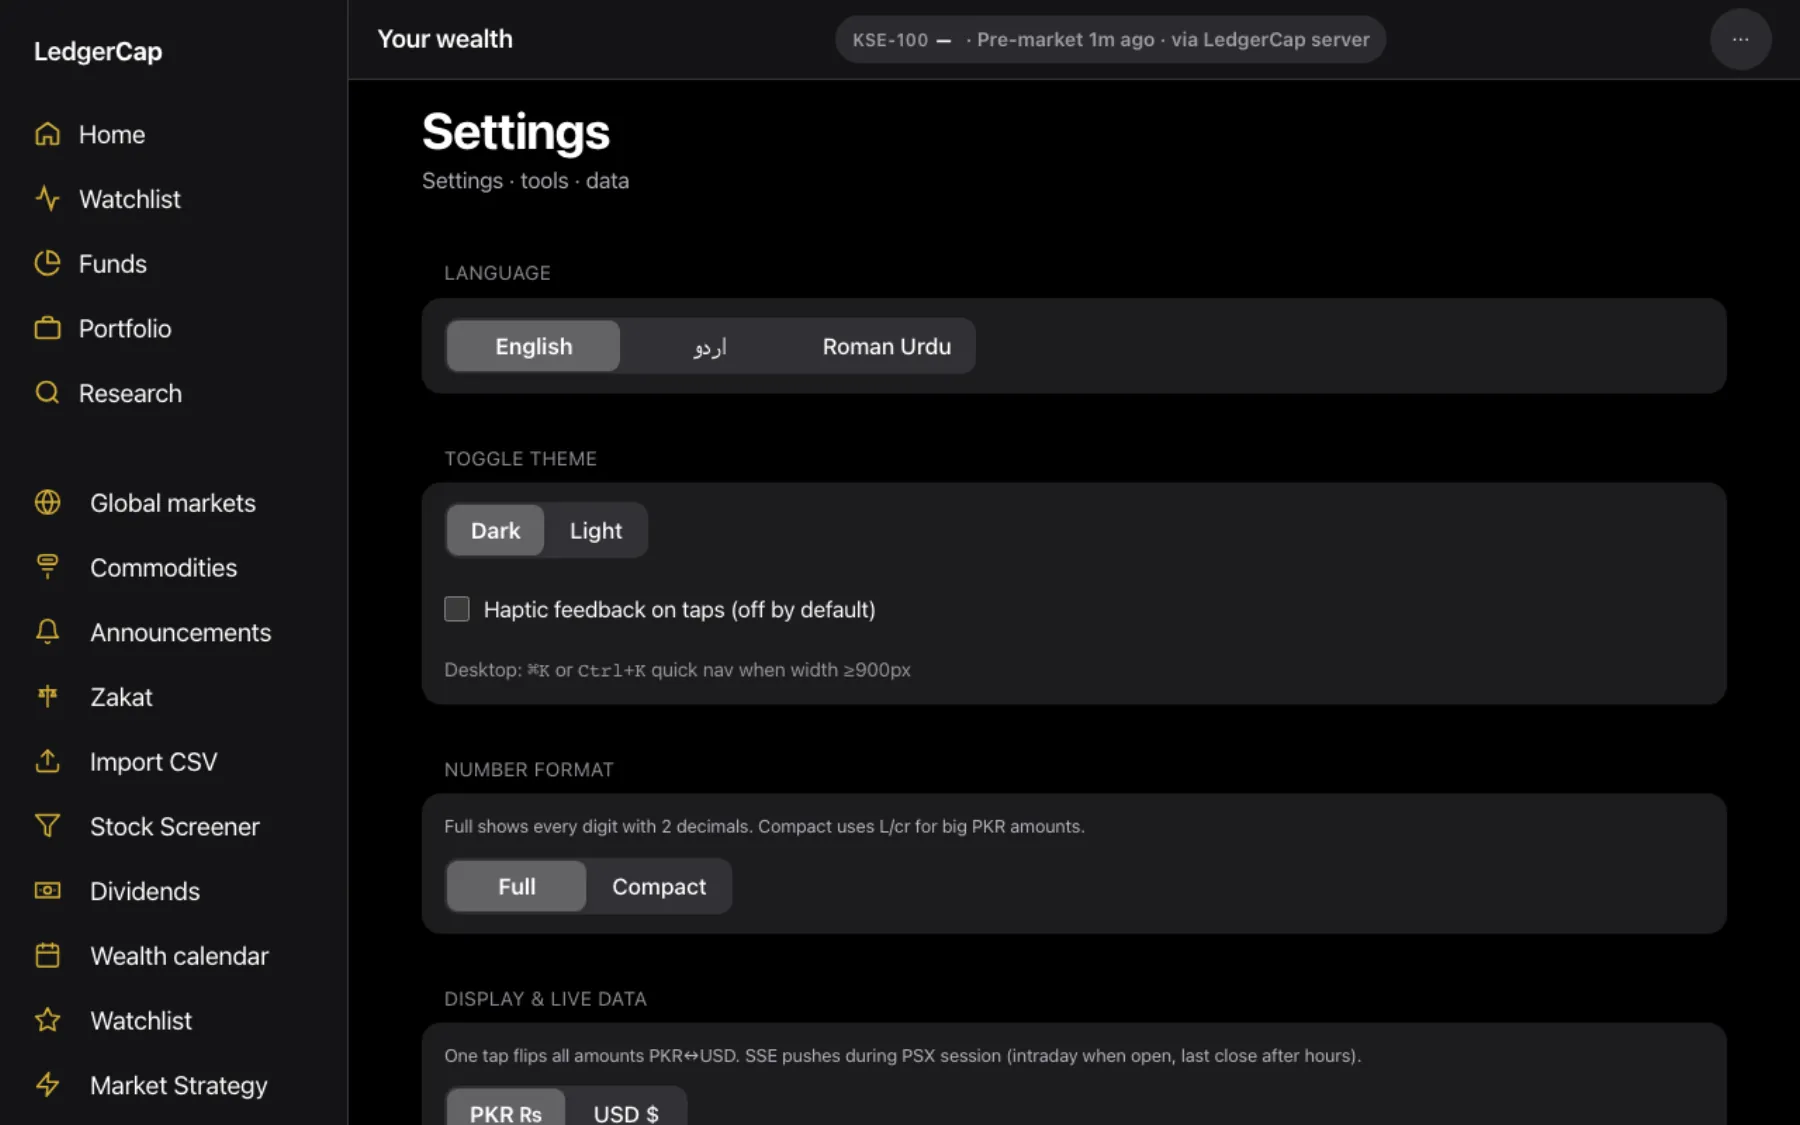 LedgerCap
Home
Watchlist
Funds
Portfolio
Research
Global markets
Commodities
Announcements
Zakat
Import CSV
Stock Screener
Dividends
Wealth calendar
Watchlist
Market Strategy
Your wealth
KSE-100 — · Pre-market 1m ago · via LedgerCap server
...
Settings
Settings · tools · data
LANGUAGE
English
اردو
Roman Urdu
TOGGLE THEME
Dark
Light
Haptic feedback on taps (off by default)
Desktop: ⌘K or Ctrl+K quick nav when width ≥900px
NUMBER FORMAT
Full shows every digit with 2 decimals. Compact uses L/cr for big PKR amounts.
Full
Compact
DISPLAY & LIVE DATA
One tap flips all amounts PKR↔USD. SSE pushes during PSX session (intraday when open, last close after hours).
PKR ₨
USD $